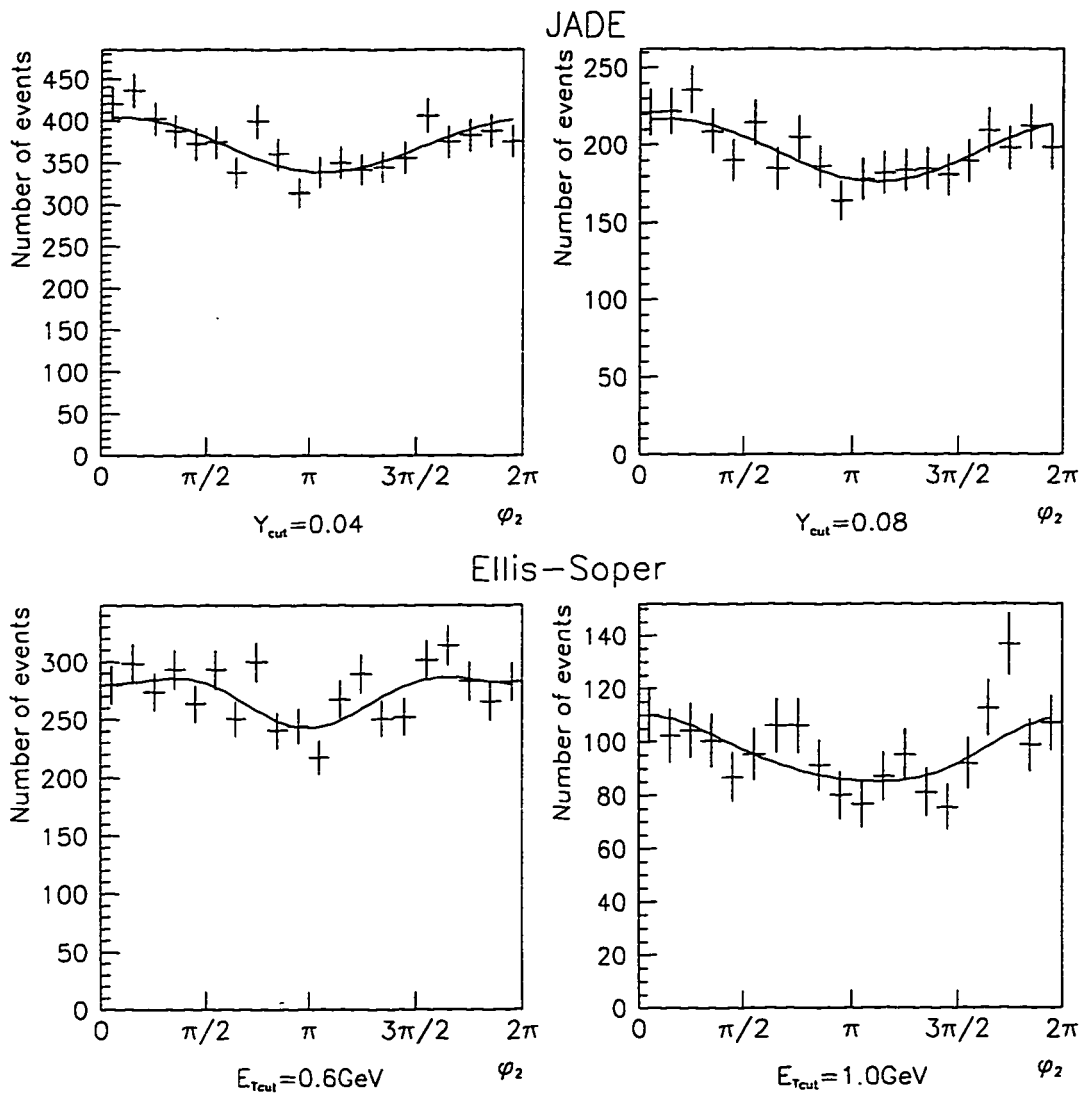 JADE
Number of events
450
400
350
300
250
200
150
100
50
0
0 π/2 π 3π/2 2π
Y_cut=0.04 φ₂
Number of events
250
200
150
100
50
0
0 π/2 π 3π/2 2π
Y_cut=0.08 φ₂
Ellis-Soper
Number of events
300
250
200
150
100
50
0
0 π/2 π 3π/2 2π
E_Tcut=0.6GeV φ₂
Number of events
140
120
100
80
60
40
20
0
0 π/2 π 3π/2 2π
E_Tcut=1.0GeV φ₂